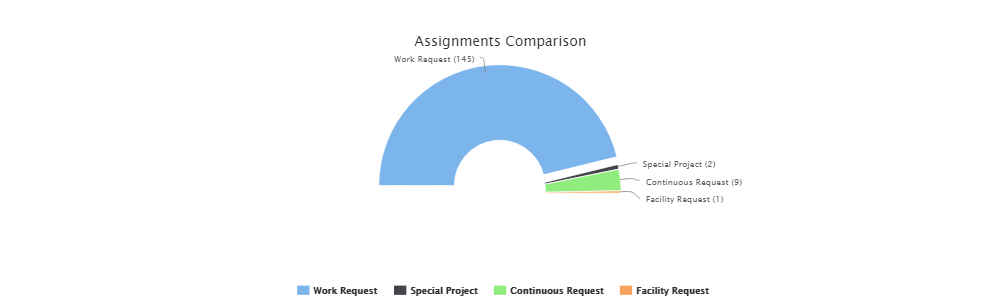 Assignments Comparison
Work Request (145)
Special Project (2)
Continuous Request (9)
Facility Request (1)
Work Request Special Project Continuous Request Facility Request